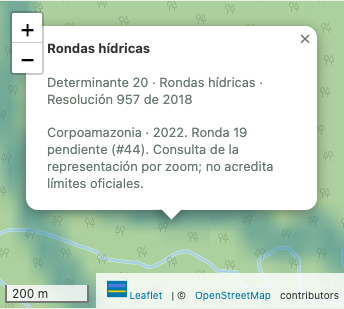 +
−
×
Rondas hídricas
Determinante 20 · Rondas hídricas ·
Resolución 957 de 2018
Corpoamazonia · 2022. Ronda 19
pendiente (#44). Consulta de la
representación por zoom; no acredita
límites oficiales.
200 m
Leaflet | © OpenStreetMap contributors